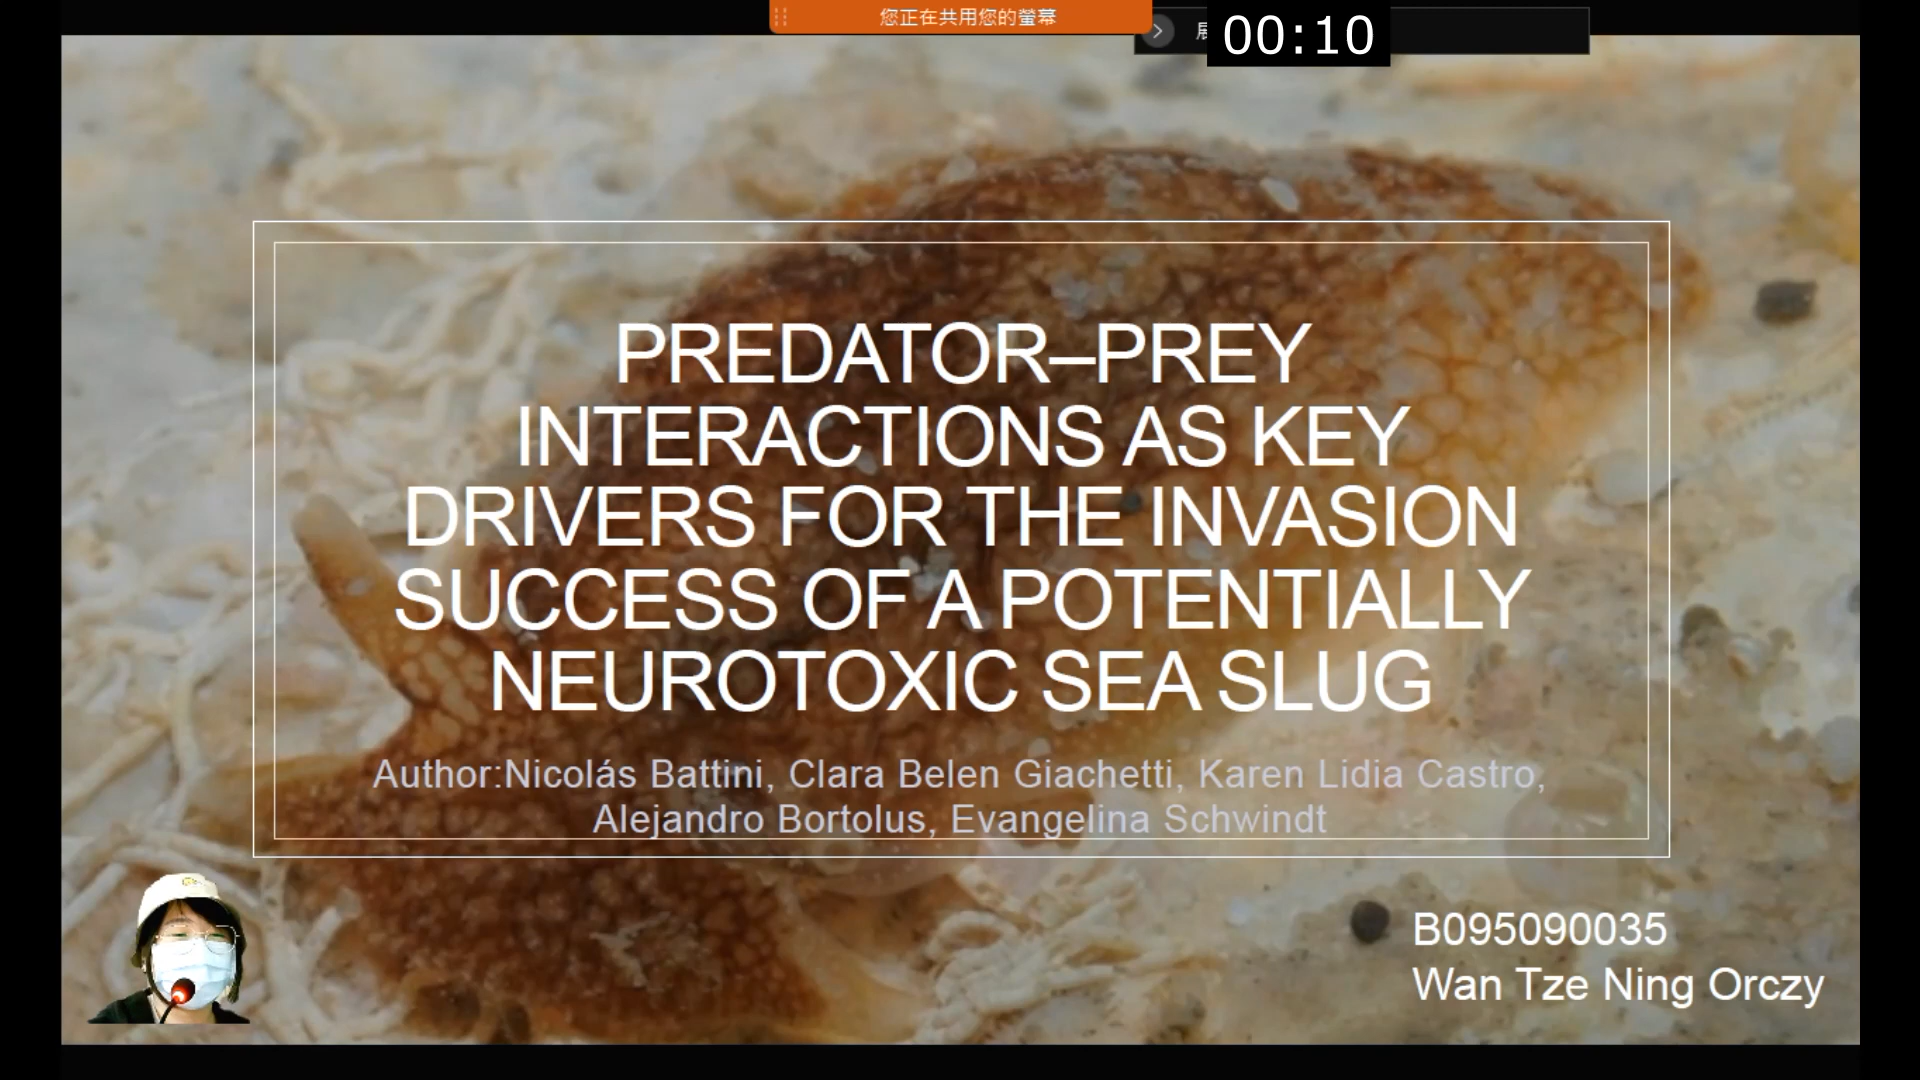 您正在共用您的螢幕
00:10
PREDATOR–PREY
INTERACTIONS AS KEY
DRIVERS FOR THE INVASION
SUCCESS OF A POTENTIALLY
NEUROTOXIC SEA SLUG
Author:Nicolás Battini, Clara Belen Giachetti, Karen Lidia Castro,
Alejandro Bortolus, Evangelina Schwindt
B095090035
Wan Tze Ning Orczy